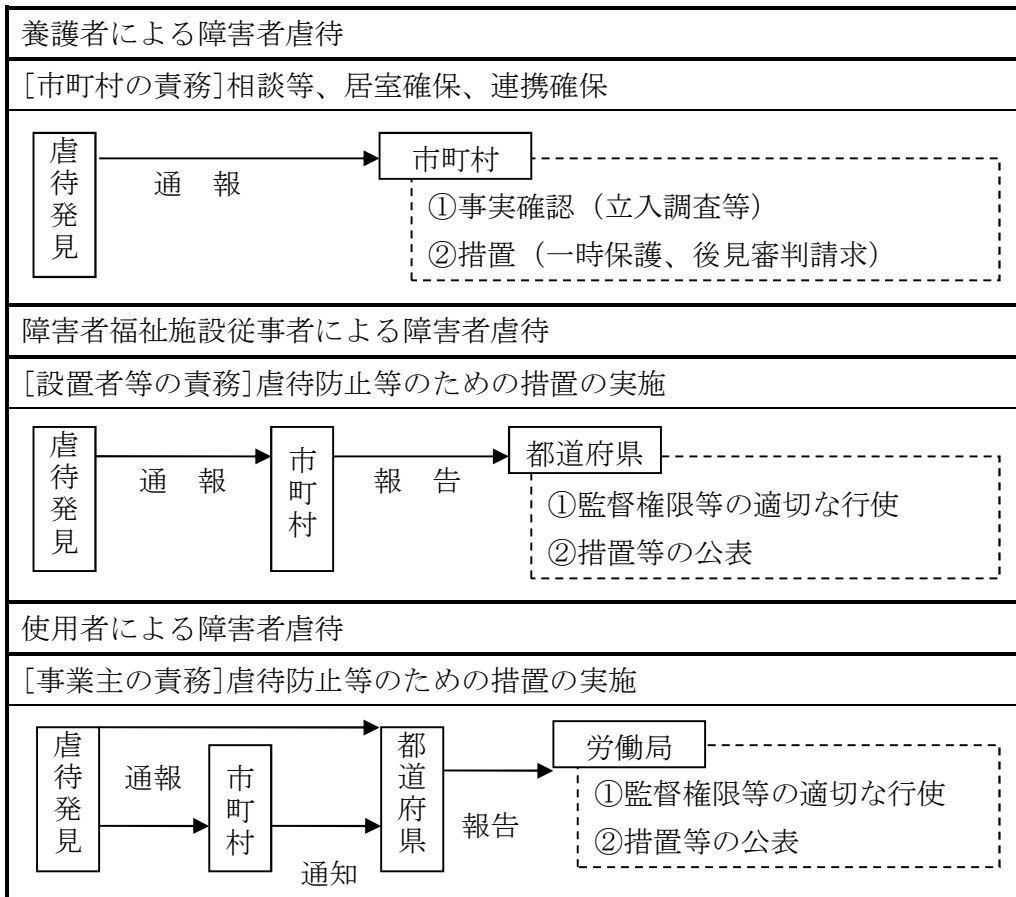 養護者による障害者虐待
[市町村の責務]相談等、居室確保、連携確保
虐待発見
通 報
市町村
①事実確認（立入調査等）
②措置（一時保護、後見審判請求）
障害者福祉施設従事者による障害者虐待
[設置者等の責務]虐待防止等のための措置の実施
虐待発見
通 報
市町村
報 告
都道府県
①監督権限等の適切な行使
②措置等の公表
使用者による障害者虐待
[事業主の責務]虐待防止等のための措置の実施
虐待発見
通報
市町村
通知
都道府県
報告
労働局
①監督権限等の適切な行使
②措置等の公表